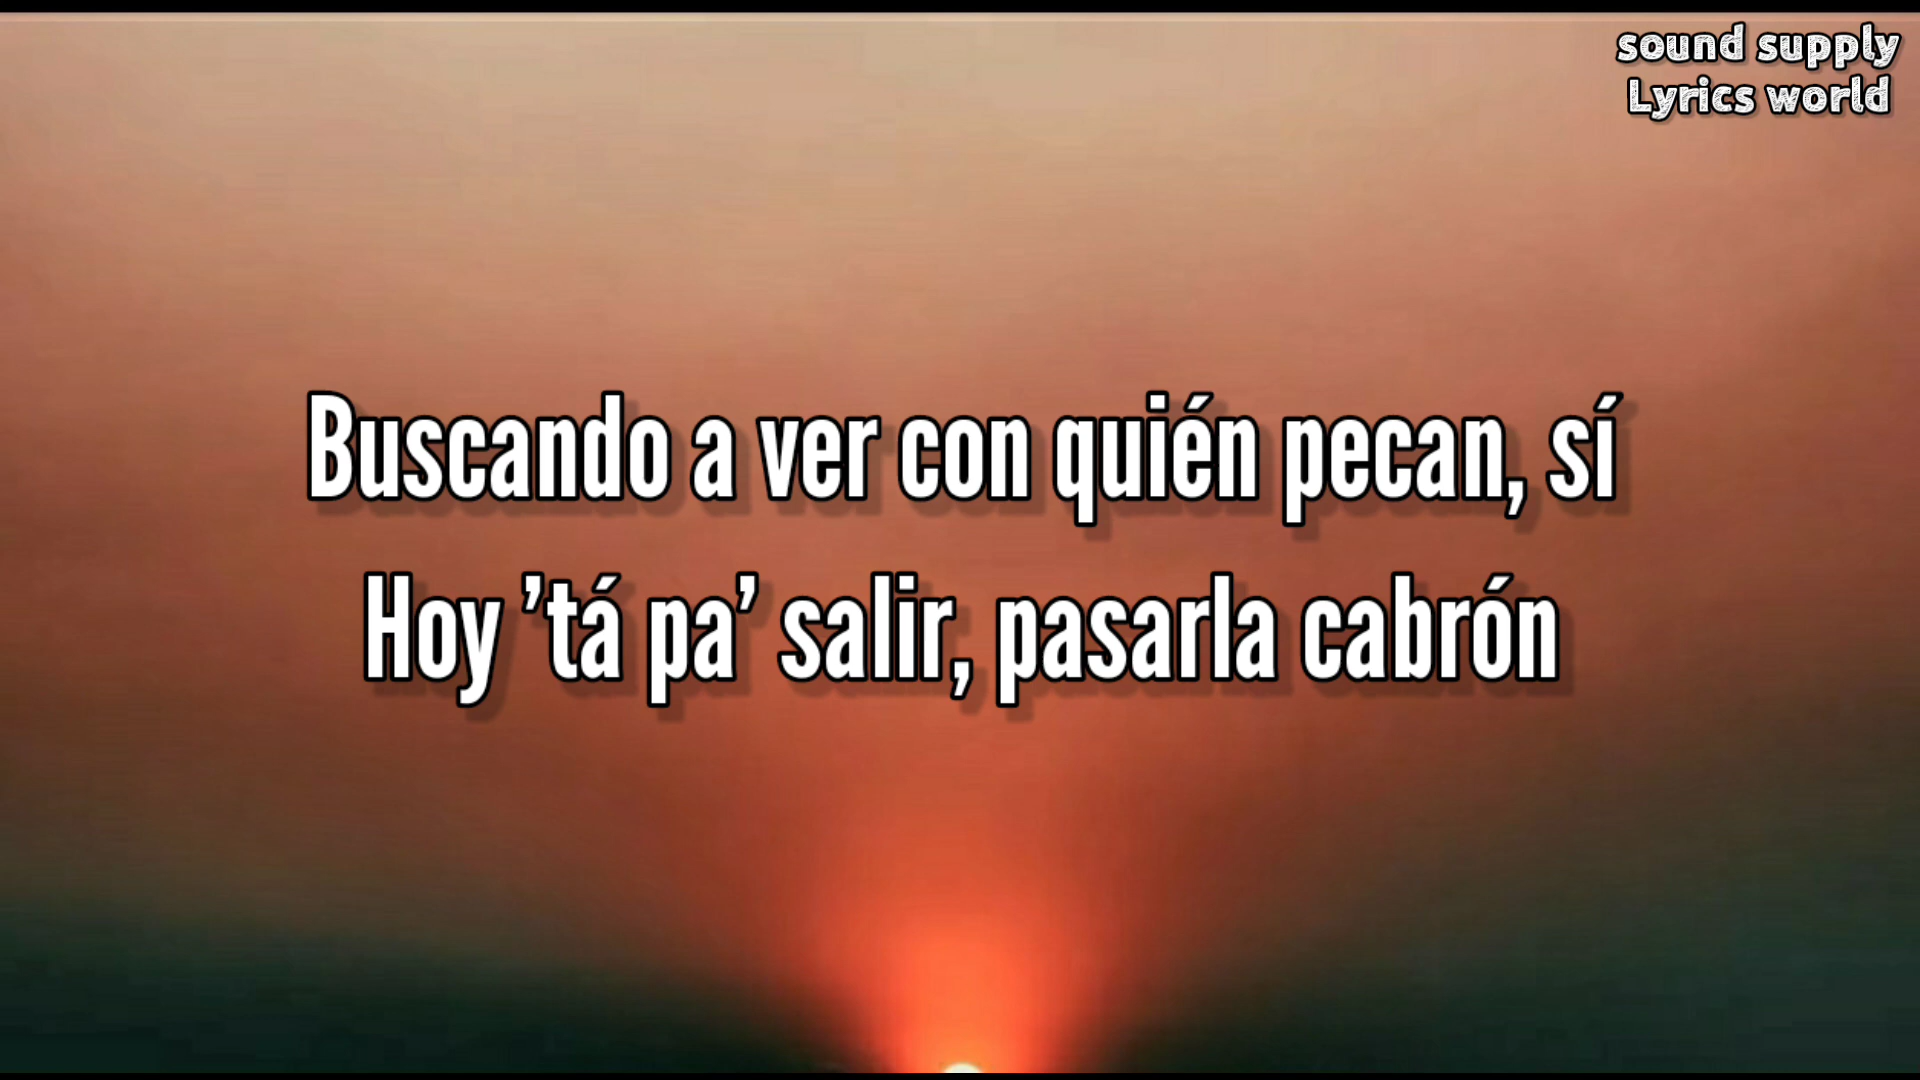 sound supply
Lyrics world
Buscando a ver con quién pecan, sí
Hoy ’tá pa’ salir, pasarla cabrón